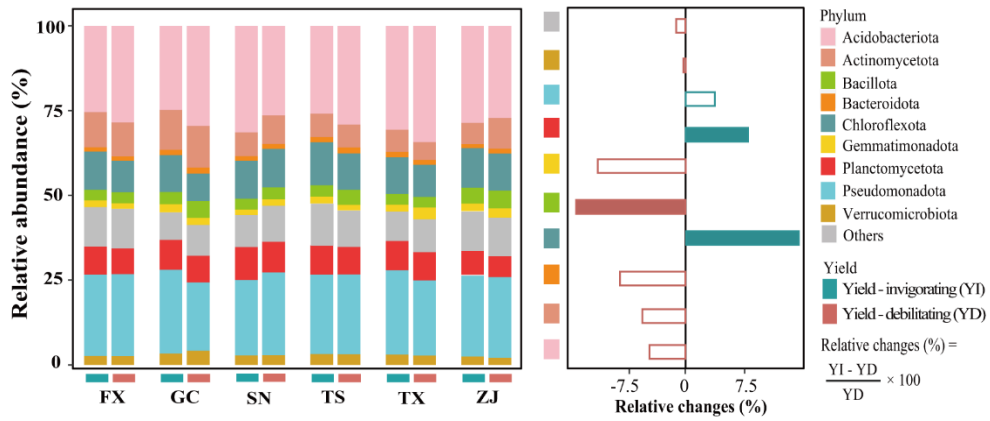 Relative abundance (%)
100
75
50
25
0
FX GC SN TS TX ZJ
-7.5 0 7.5
Relative changes (%)
Phylum
Acidobacteriota
Actinomycetota
Bacillota
Bacteroidota
Chloroflexota
Gemmatimonadota
Planctomycetota
Pseudomonadota
Verrucomicrobiota
Others
Yield
Yield - invigorating (YI)
Yield - debilitating (YD)
Relative changes (%) =
YI - YD
× 100
YD